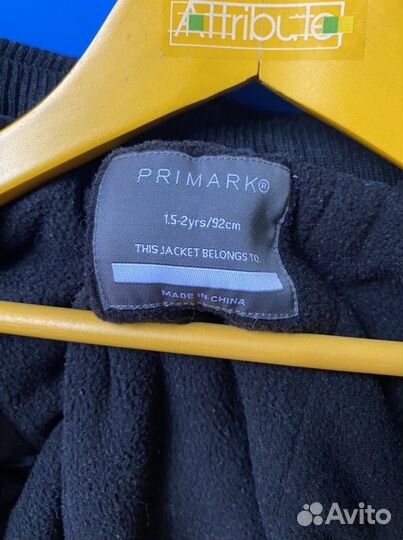 Attribute
PRIMARK®
1.5-2yrs/92cm
THIS JACKET BELONGS TO
MADE IN CHINA
Avito